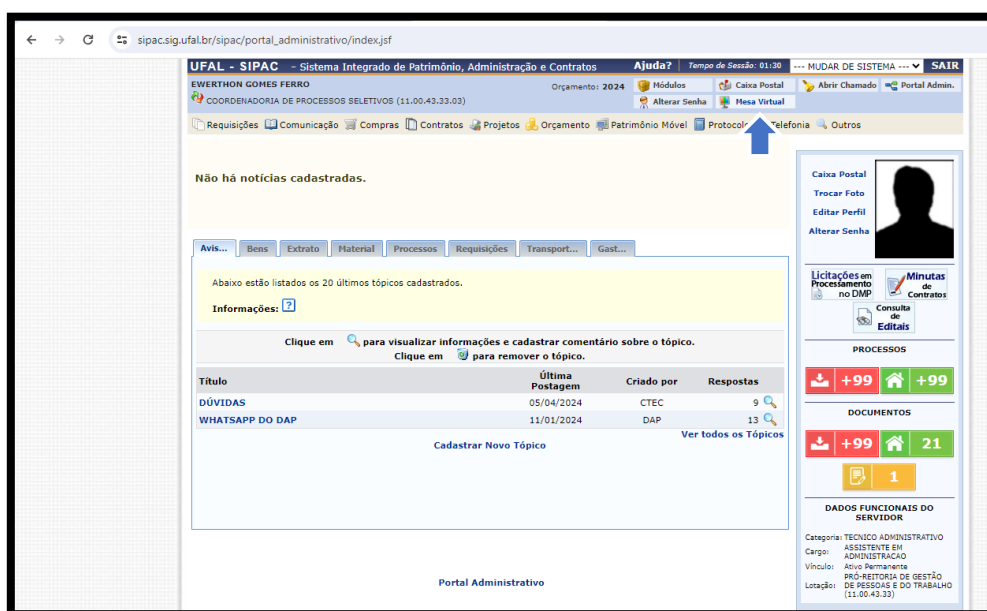 sipac.sig.ufal.br/sipac/portal_administrativo/index.jsf
UFAL - SIPAC - Sistema Integrado de Patrimônio, Administração e Contratos
Ajuda? Tempo de Sessão: 01:30 --- MUDAR DE SISTEMA --- SAIR
EWERTHON GOMES FERRO
COORDENADORIA DE PROCESSOS SELETIVOS (11.00.43.33.03)
Orçamento: 2024
Módulos Caixa Postal Abrir Chamado Portal Admin.
Alterar Senha Mesa Virtual
Requisições Comunicação Compras Contratos Projetos Orçamento Patrimônio Móvel Protocolo Telefonia Outros
Não há notícias cadastradas.
Avis... Bens Extrato Material Processos Requisições Transport... Gast...
Abaixo estão listados os 20 últimos tópicos cadastrados.
Informações: ?
Clique em para visualizar informações e cadastrar comentário sobre o tópico.
Clique em para remover o tópico.
Título Última Postagem Criado por Respostas
DÚVIDAS 05/04/2024 CTEC 9
WHATSAPP DO DAP 11/01/2024 DAP 13
Ver todos os Tópicos
Cadastrar Novo Tópico
Portal Administrativo
Caixa Postal
Trocar Foto
Editar Perfil
Alterar Senha
Licitações em
Processamento
no DMP
Minutas
de
Contratos
Consulta
de
Editais
PROCESSOS
+99 +99
DOCUMENTOS
+99 21
1
DADOS FUNCIONAIS DO
SERVIDOR
Categoria: TECNICO ADMINISTRATIVO
Cargo: ASSISTENTE EM
ADMINISTRACAO
Vínculo: Ativo Permanente
Lotação: PRÓ-REITORIA DE GESTÃO
DE PESSOAS E DO TRABALHO
(11.00.43.33)